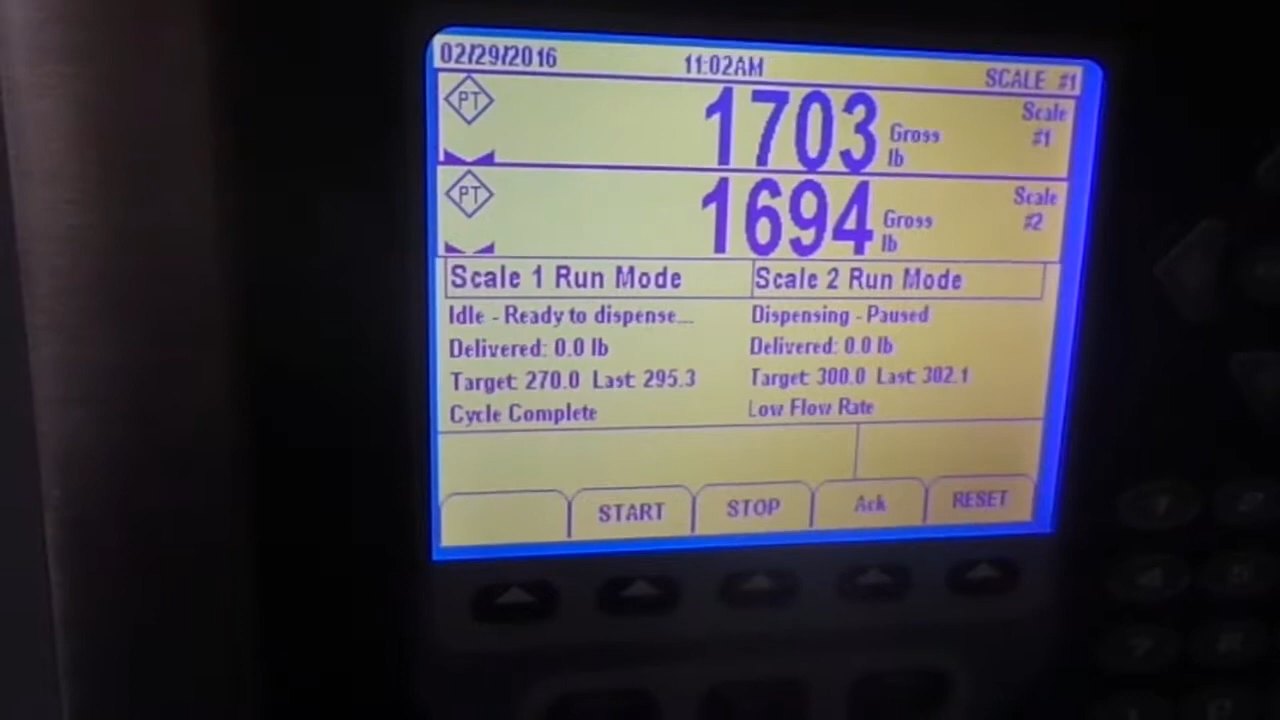 02/29/2016 11:02AM SCALE #1
PT 1703 Gross lb Scale #1
PT 1694 Gross lb Scale #2
Scale 1 Run Mode Scale 2 Run Mode
Idle - Ready to dispense... Dispensing - Paused
Delivered: 0.0 lb Delivered: 0.0 lb
Target: 270.0 Last: 295.3 Target: 300.0 Last: 302.1
Cycle Complete Low Flow Rate
START STOP Ack RESET